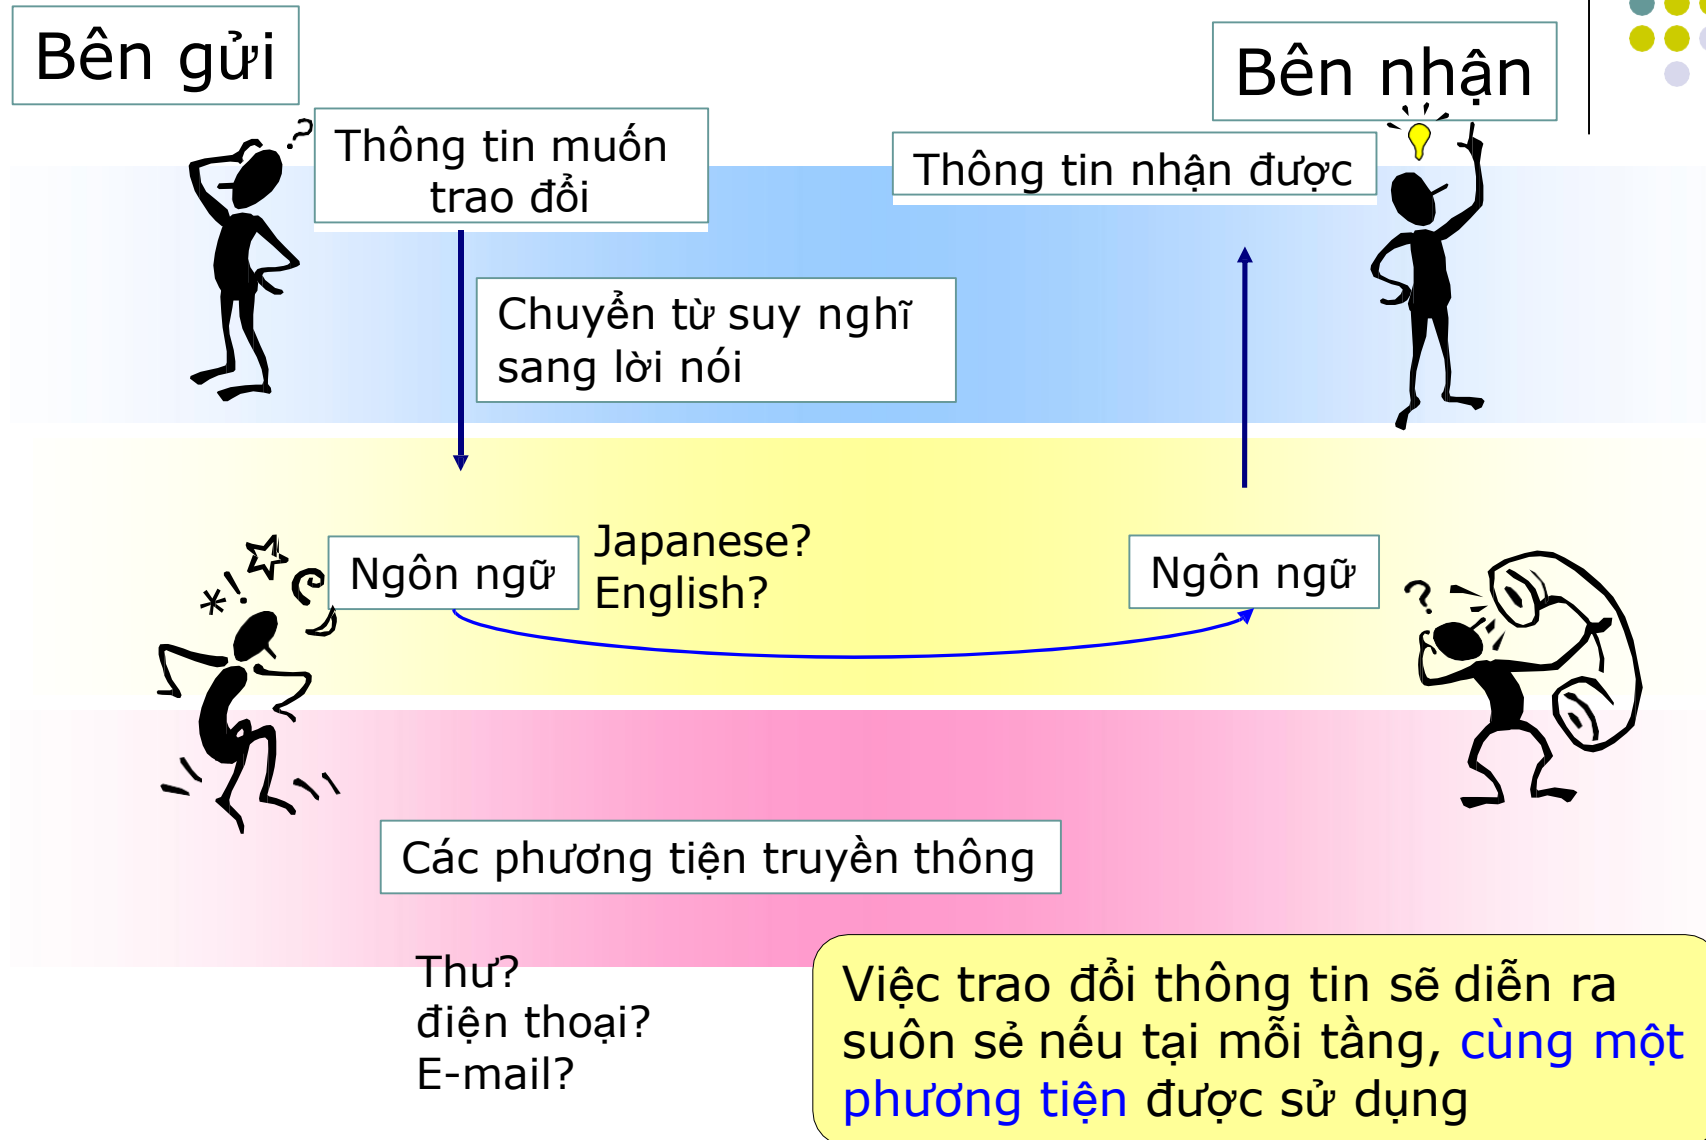 Bên gửi
Bên nhận
Thông tin muốn
trao đổi
Thông tin nhận được
Chuyển từ suy nghĩ
sang lời nói
Ngôn ngữ
Japanese?
English?
Ngôn ngữ
Các phương tiện truyền thông
Thư?
điện thoại?
E-mail?
Việc trao đổi thông tin sẽ diễn ra
suôn sẻ nếu tại mỗi tầng, cùng một
phương tiện được sử dụng